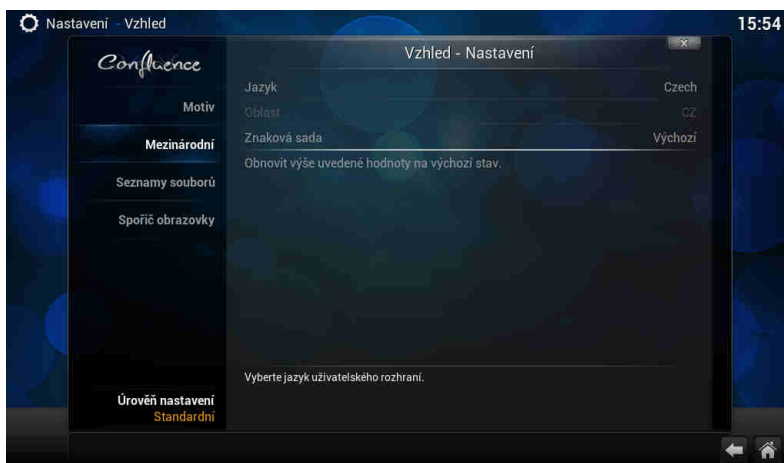 Nastavení - Vzhled
15:54
Confluence
Vzhled - Nastavení
x
Motiv
Mezinárodní
Seznamy souborů
Spořič obrazovky
Jazyk Czech
Oblast CZ
Znaková sada Výchozí
Obnovit výše uvedené hodnoty na výchozí stav.
Vyberte jazyk uživatelského rozhraní.
Úrověň nastavení
Standardní